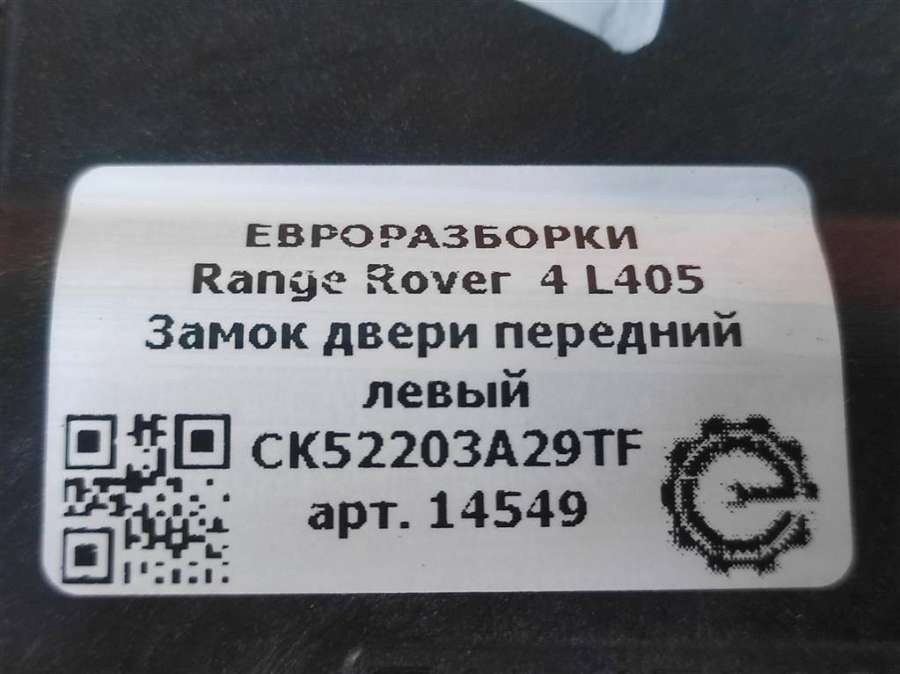 ЕВРОРАЗБОРКИ
Range Rover 4 L405
Замок двери передний
левый
CK52203A29TF
арт. 14549